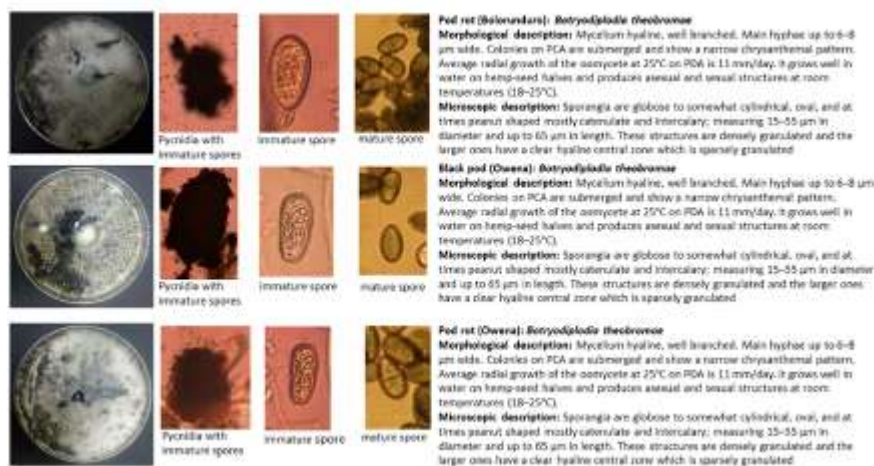 Pod rot (Bolorunduro): Botryodiplodia theobromae
Morphological description: Mycelium hyaline, well branched. Main hyphae up to 6–8
µm wide. Colonies on PCA are submerged and show a narrow chrysanthemum pattern.
Average radial growth of the oomycete at 25°C on PDA is 11 mm/day. It grows well in
water on hemp-seed halves and produces asexual and sexual structures at room
temperatures (18–25°C).
Microscopic description: Sporangia are globose to somewhat cylindrical, oval, and at
times peanut shaped mostly catenulate and intercalary; measuring 15–55 µm in
diameter and up to 65 µm in length. These structures are densely granulated and the
larger ones have a clear hyaline central zone which is sparsely granulated
Pycnidia with
immature spores
immature spore
mature spore
Black pod (Owena): Botryodiplodia theobromae
Morphological description: Mycelium hyaline, well branched. Main hyphae up to 6–8 µm
wide. Colonies on PCA are submerged and show a narrow chrysanthemum pattern.
Average radial growth of the oomycete at 25°C on PDA is 11 mm/day. It grows well in
water on hemp-seed halves and produces asexual and sexual structures at room
temperatures (18–25°C).
Microscopic description: Sporangia are globose to somewhat cylindrical, oval, and at
times peanut shaped mostly catenulate and intercalary; measuring 15–55 µm in diameter
and up to 65 µm in length. These structures are densely granulated and the larger ones
have a clear hyaline central zone which is sparsely granulated
Pycnidia with
immature spores
immature spore
mature spore
Pod rot (Owena): Botryodiplodia theobromae
Morphological description: Mycelium hyaline, well branched. Main hyphae up to 6–8
µm wide. Colonies on PCA are submerged and show a narrow chrysanthemum pattern.
Average radial growth of the oomycete at 25°C on PDA is 11 mm/day. It grows well in
water on hemp-seed halves and produces asexual and sexual structures at room
temperatures (18–25°C).
Microscopic description: Sporangia are globose to somewhat cylindrical, oval, and at
times peanut shaped mostly catenulate and intercalary; measuring 15–55 µm in
diameter and up to 65 µm in length. These structures are densely granulated and the
larger ones have a clear hyaline central zone which is sparsely granulated
Pycnidia with
immature spores
immature spore
mature spore